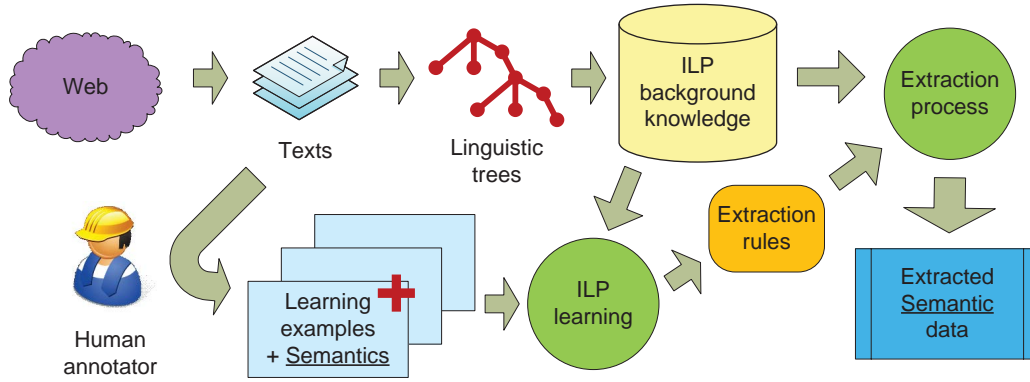 Web
Texts
Linguistic
trees
ILP
background
knowledge
Extraction
process
Human
annotator
Learning
examples
+ Semantics
ILP
learning
Extraction
rules
Extracted
Semantic
data